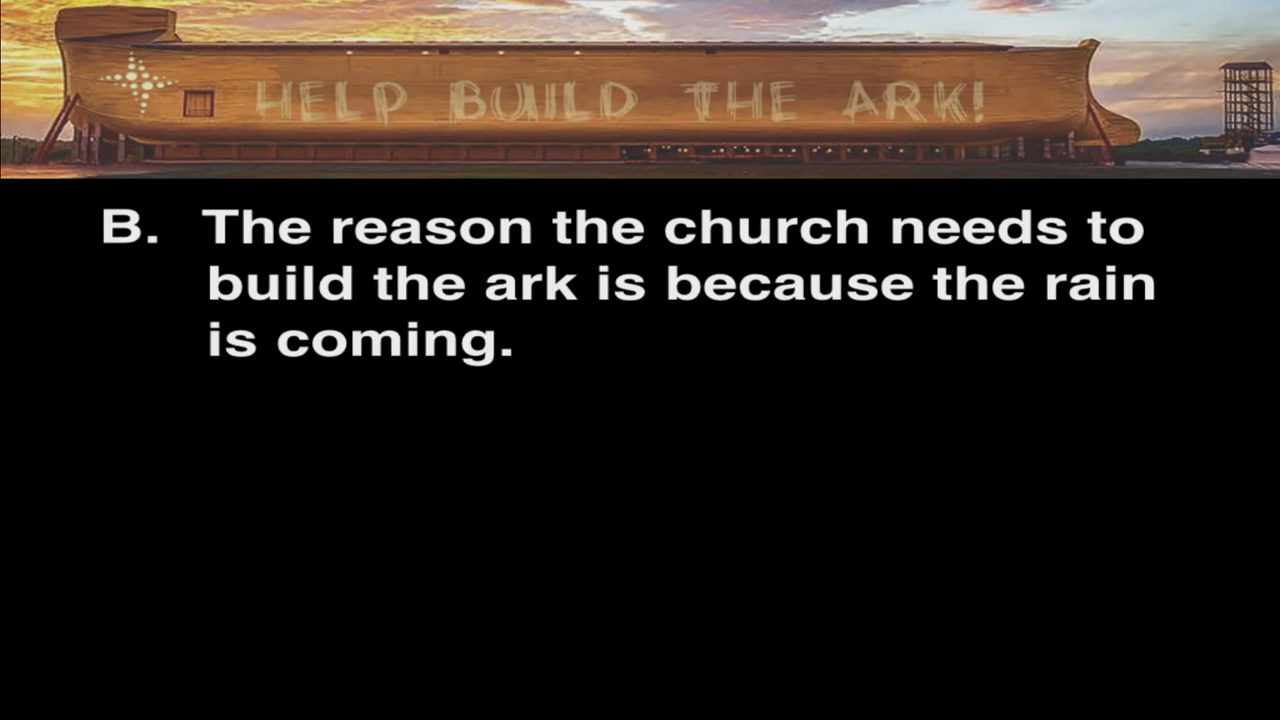 HELP BUILD THE ARK!
B. The reason the church needs to
build the ark is because the rain
is coming.